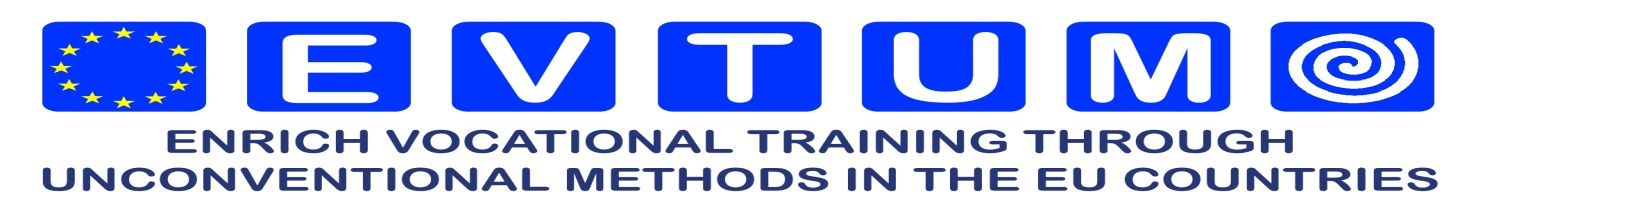 EVTUM
ENRICH VOCATIONAL TRAINING THROUGH
UNCONVENTIONAL METHODS IN THE EU COUNTRIES